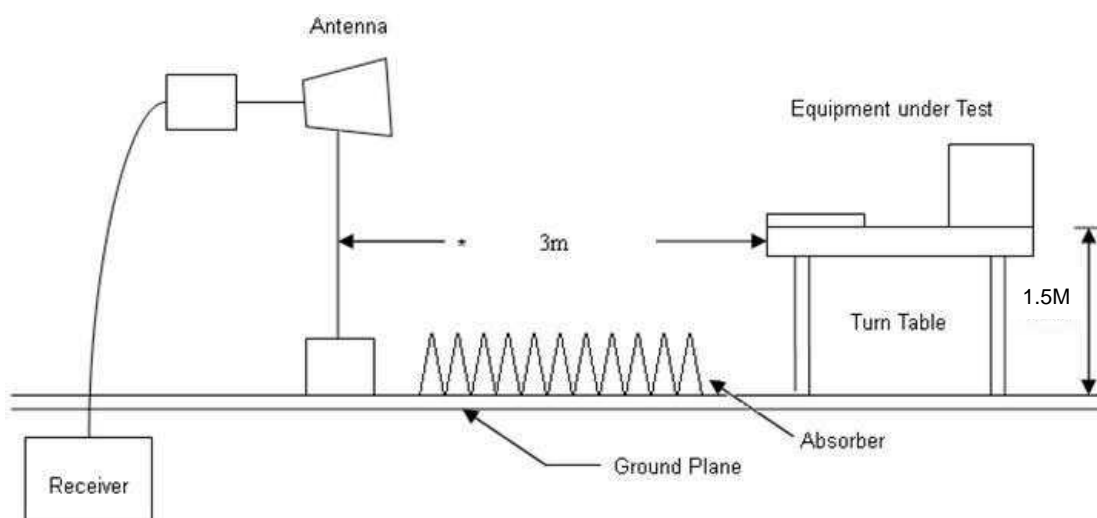 Antenna
Equipment under Test
* 3m
1.5M
Turn Table
Absorber
Ground Plane
Receiver